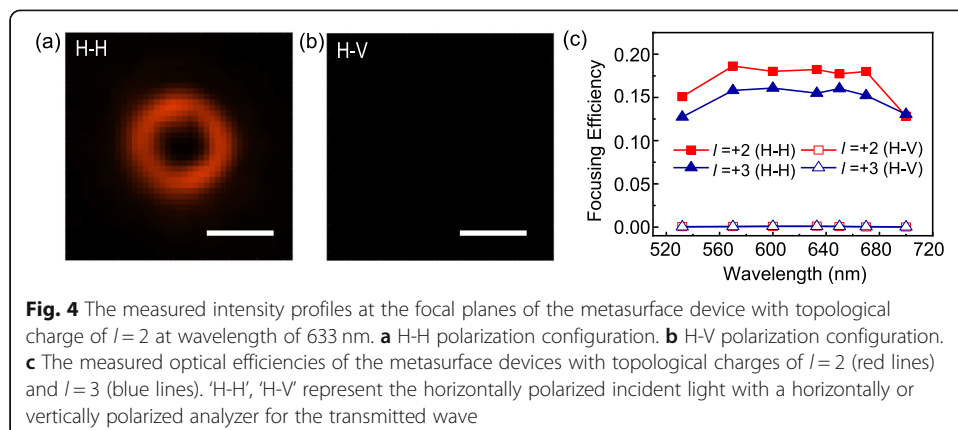 (a)
H-H
(b)
H-V
(c)
Focusing Efficiency
0.20
0.15
0.10
0.05
0.00
l =+2 (H-H)
l =+2 (H-V)
l =+3 (H-H)
l =+3 (H-V)
520 560 600 640 680 720
Wavelength (nm)
Fig. 4 The measured intensity profiles at the focal planes of the metasurface device with topological
charge of l = 2 at wavelength of 633 nm. a H-H polarization configuration. b H-V polarization configuration.
c The measured optical efficiencies of the metasurface devices with topological charges of l = 2 (red lines)
and l = 3 (blue lines). ‘H-H’, ‘H-V’ represent the horizontally polarized incident light with a horizontally or
vertically polarized analyzer for the transmitted wave